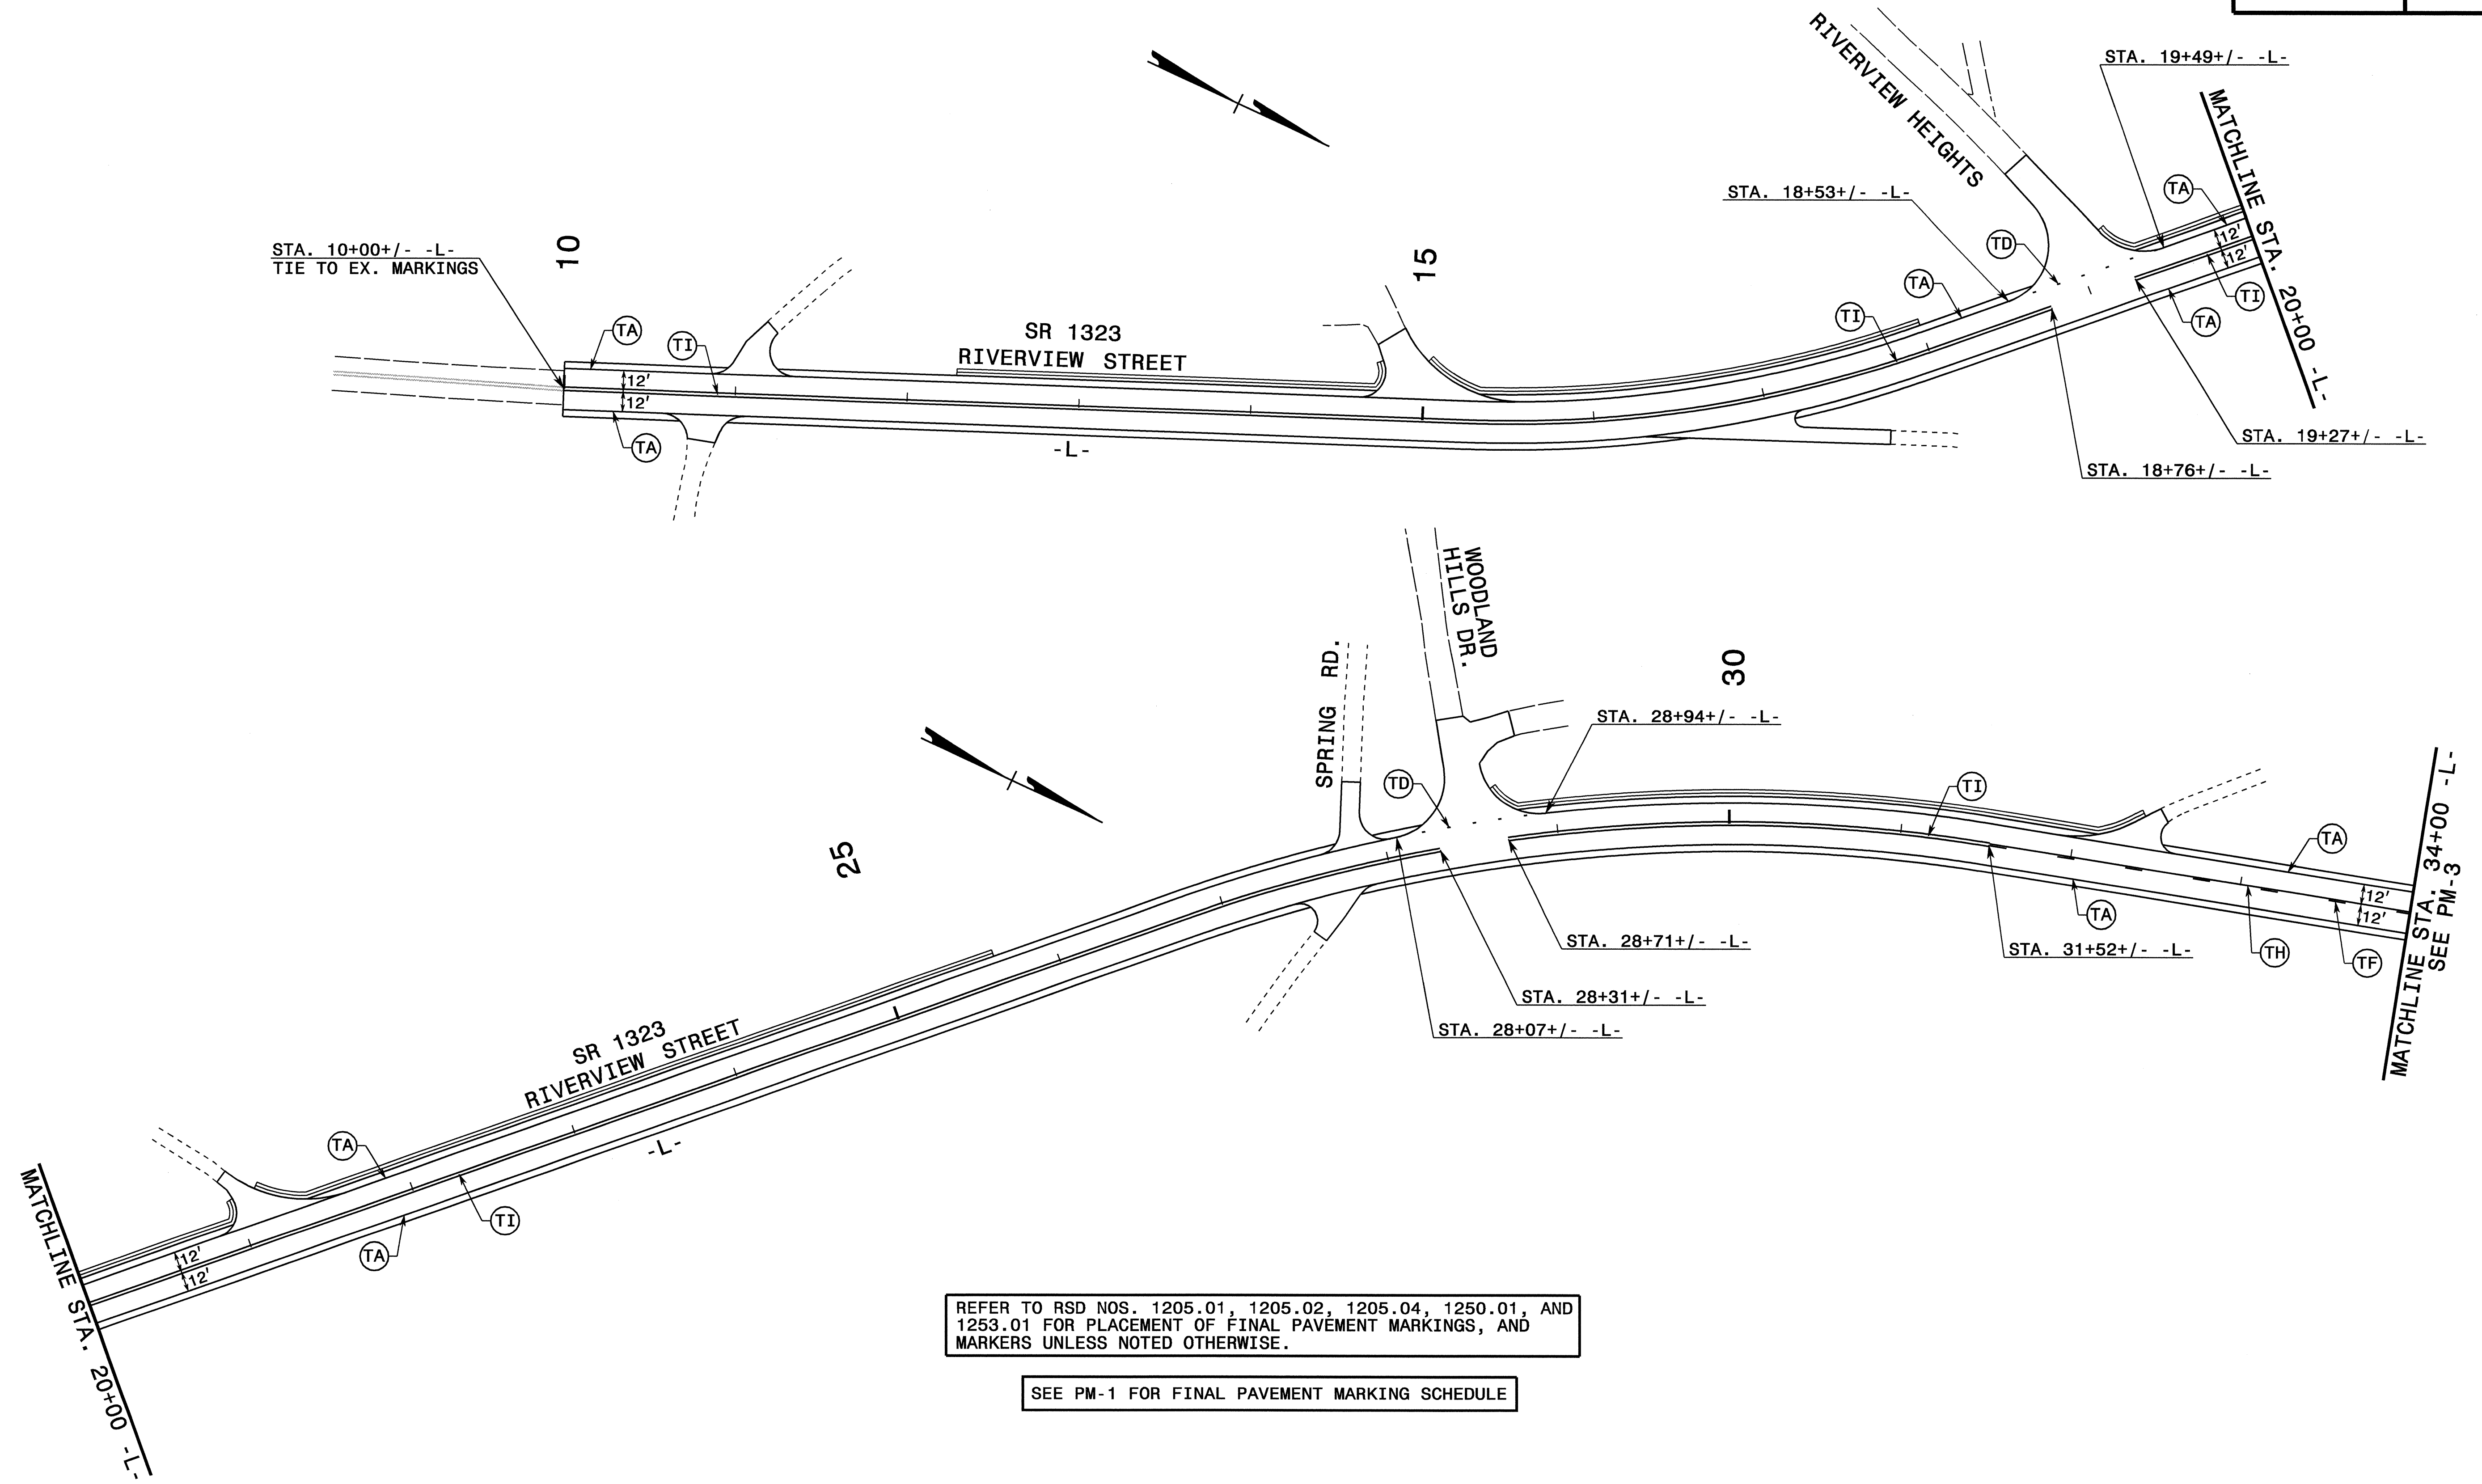 RIVERVIEW HEIGHTS
STA. 19+49+/- -L-
MATCHLINE STA. 20+00 -L-
STA. 18+53+/- -L-
TA
TD
12'
12'
STA. 10+00+/- -L-
TIE TO EX. MARKINGS
10
15
TA
TI
TA
TI
TA
SR 1323
RIVERVIEW STREET
TA
TI
12'
12'
-L-
TA
STA. 19+27+/- -L-
STA. 18+76+/- -L-
WOODLAND
HILLS DR.
SPRING RD.
30
STA. 28+94+/- -L-
TD
TI
25
TA
MATCHLINE STA. 34+00 -L-
SEE PM-3
12'
12'
TA
STA. 28+71+/- -L-
STA. 31+52+/- -L-
TH
TF
STA. 28+31+/- -L-
STA. 28+07+/- -L-
SR 1323
RIVERVIEW STREET
-L-
TA
TI
TA
12'
12'
MATCHLINE STA. 20+00 -L-
REFER TO RSD NOS. 1205.01, 1205.02, 1205.04, 1250.01, AND
1253.01 FOR PLACEMENT OF FINAL PAVEMENT MARKINGS, AND
MARKERS UNLESS NOTED OTHERWISE.
SEE PM-1 FOR FINAL PAVEMENT MARKING SCHEDULE